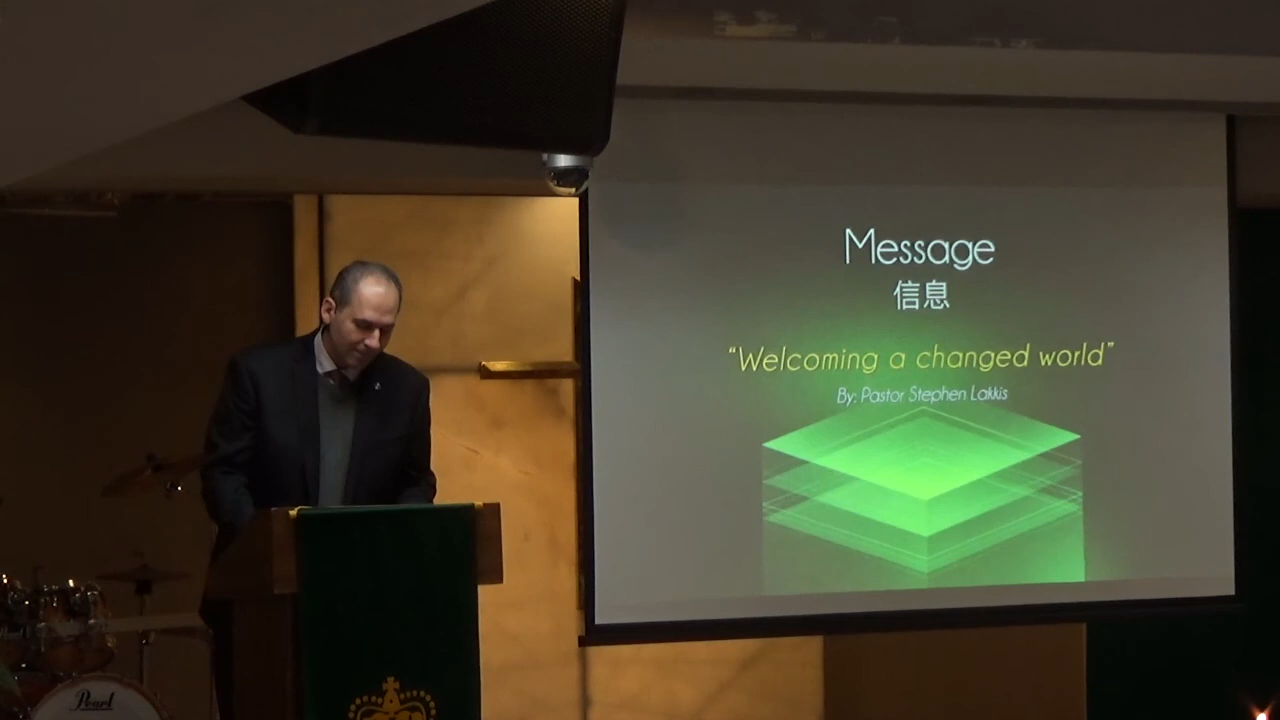 Message
信息
“Welcoming a changed world”
By: Pastor Stephen Lakkis
Pearl